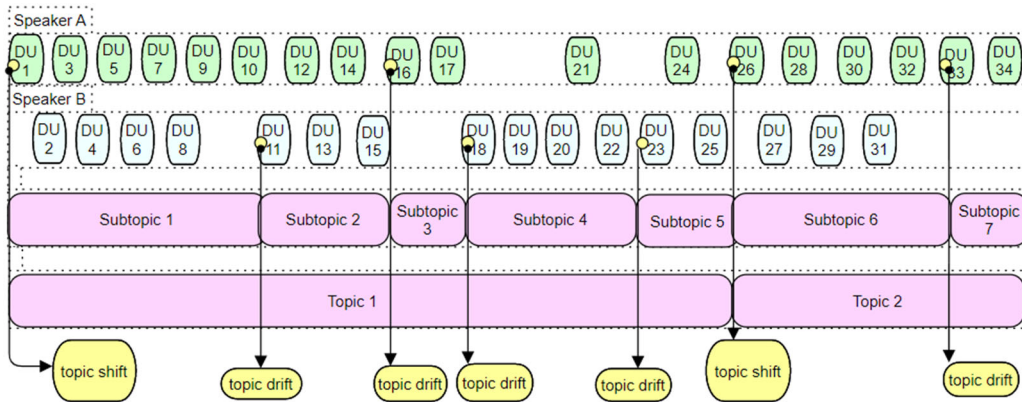 Speaker A
DU 1
DU 3
DU 5
DU 7
DU 9
DU 10
DU 12
DU 14
DU 16
DU 17
DU 21
DU 24
DU 26
DU 28
DU 30
DU 32
DU 33
DU 34
Speaker B
DU 2
DU 4
DU 6
DU 8
DU 11
DU 13
DU 15
DU 18
DU 19
DU 20
DU 22
DU 23
DU 25
DU 27
DU 29
DU 31
Subtopic 1
Subtopic 2
Subtopic 3
Subtopic 4
Subtopic 5
Subtopic 6
Subtopic 7
Topic 1
Topic 2
topic shift
topic drift
topic drift
topic drift
topic drift
topic shift
topic drift